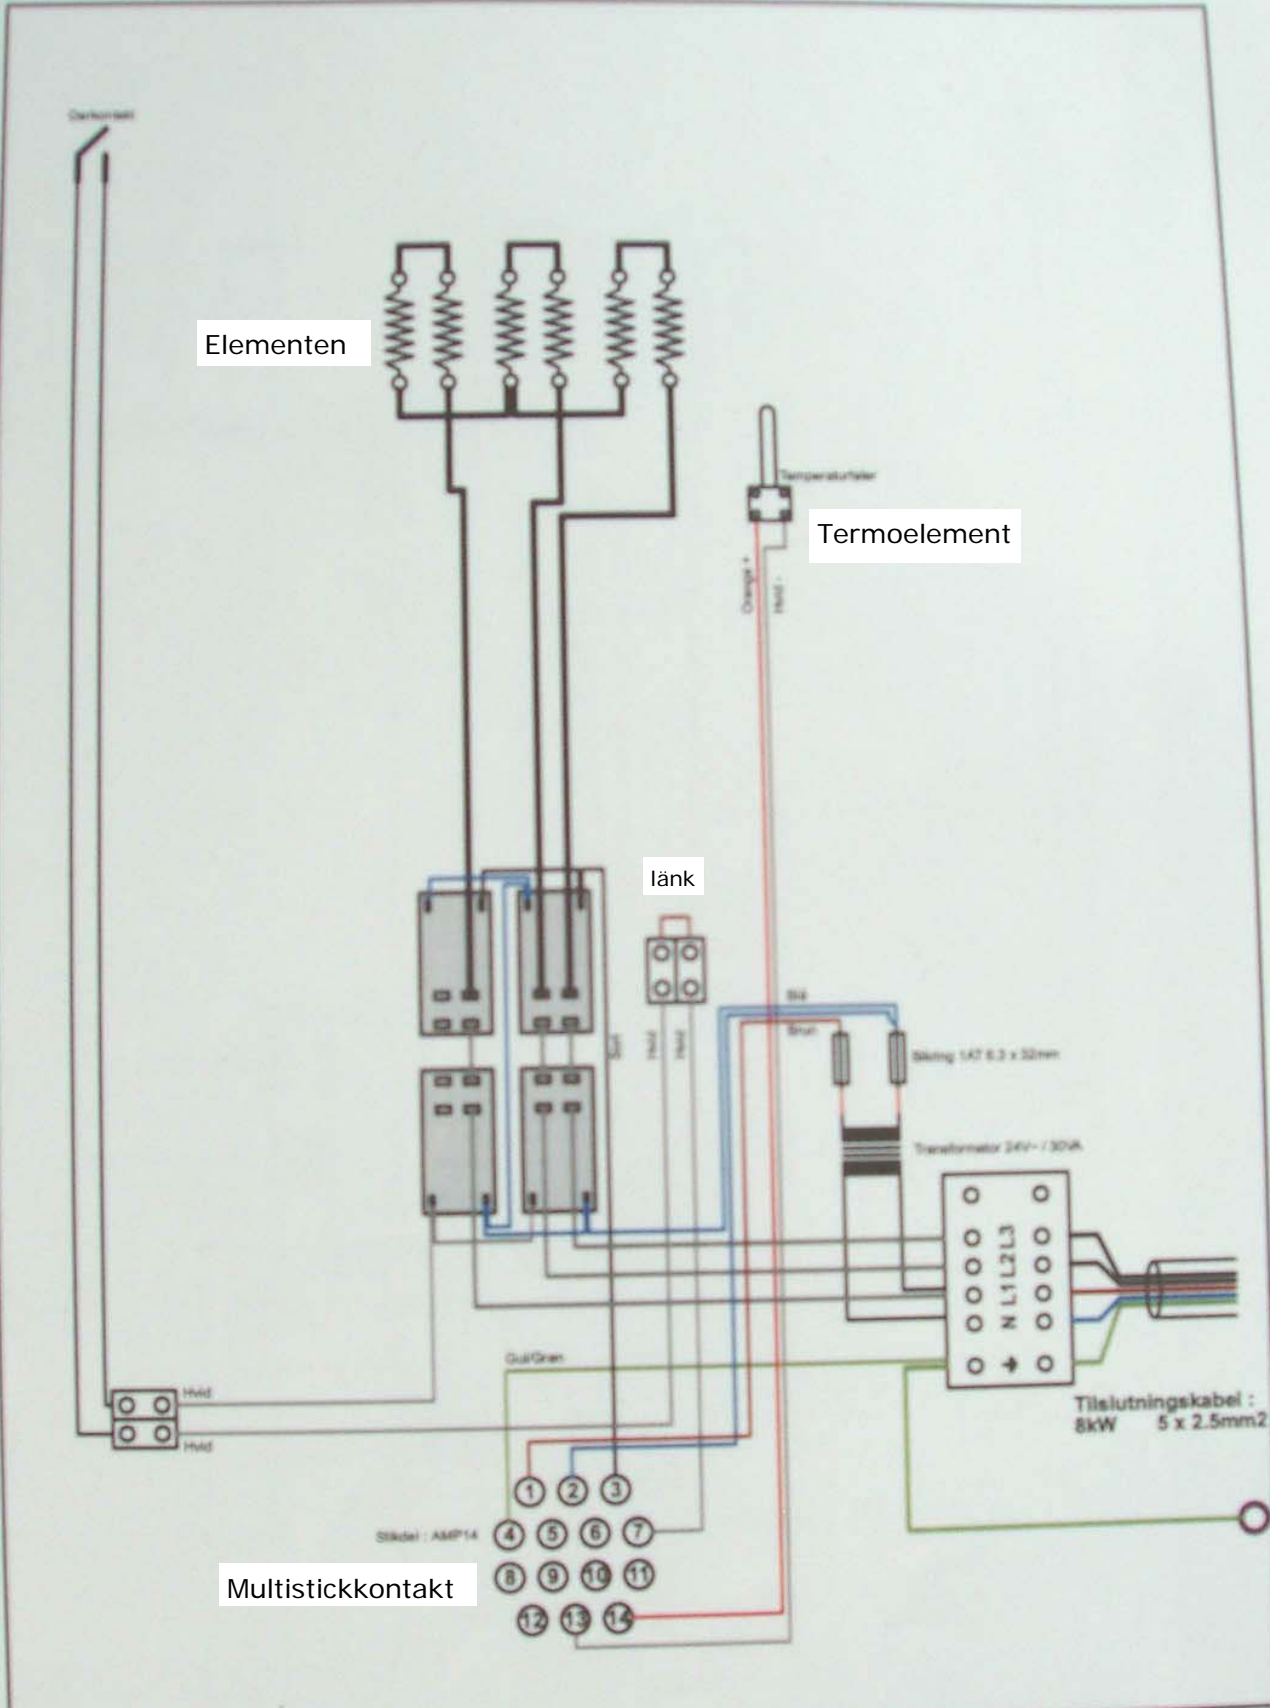 Dørkontakt
Elementen
Temperaturføler
Termoelement
Orange +
Hvid -
länk
Blå
Brun
Sort
Hvid
Hvid
Sikring 1AT 6.3 x 32mm
Transformator 24V~ / 30VA
L3
L2
L1
N
Gul/Grøn
Tilslutningskabel :
8kW 5 x 2.5mm2
Hvid
Hvid
1 2 3
Stikdel : AMP14
4 5 6 7
8 9 10 11
Multistickkontakt
12 13 14